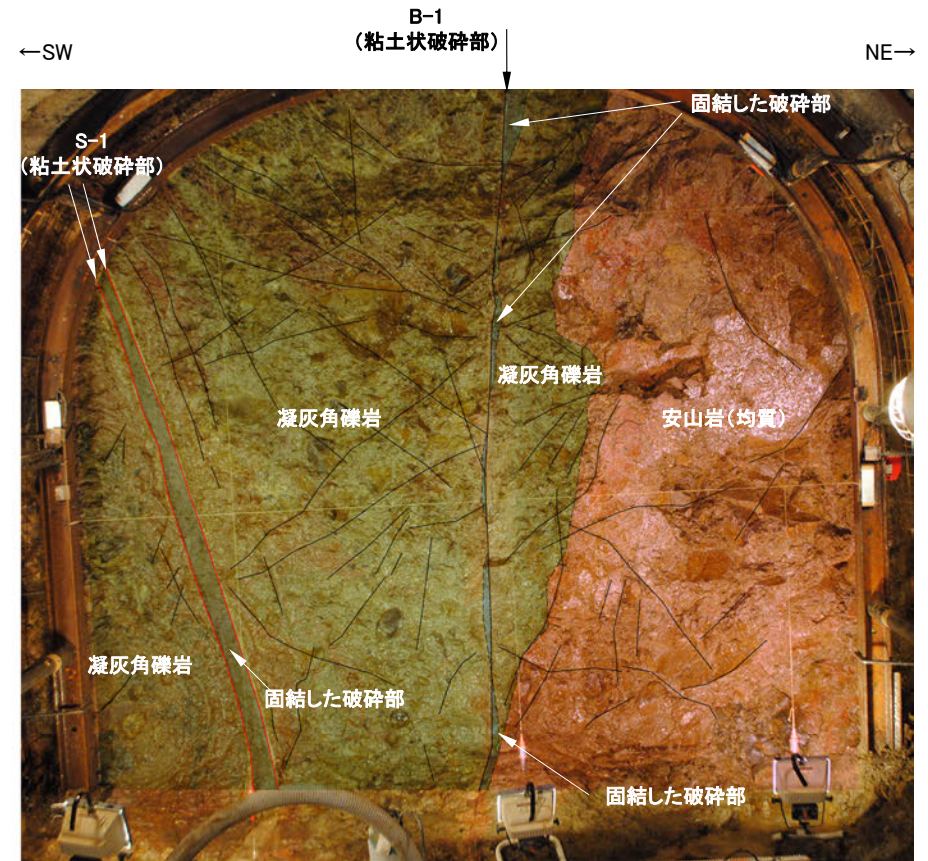 B-1
(粘土状破砕部)
←SW
NE→
固結した破砕部
S-1
(粘土状破砕部)
凝灰角礫岩
凝灰角礫岩
安山岩(均質)
凝灰角礫岩
固結した破砕部
固結した破砕部